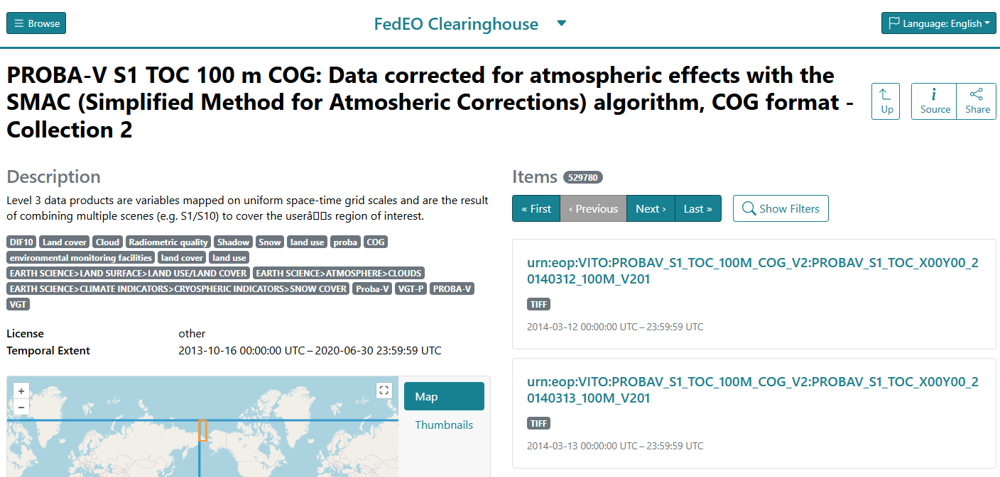 Browse
FedEO Clearinghouse
Language: English
PROBA-V S1 TOC 100 m COG: Data corrected for atmospheric effects with the
SMAC (Simplified Method for Atmosheric Corrections) algorithm, COG format -
Collection 2
Up
Source
Share
Description
Level 3 data products are variables mapped on uniform space-time grid scales and are the result
of combining multiple scenes (e.g. S1/S10) to cover the userâ��s region of interest.
DIF10 Land cover Cloud Radiometric quality Shadow Snow land use proba COG
environmental monitoring facilities land cover land use
EARTH SCIENCE>LAND SURFACE>LAND USE/LAND COVER EARTH SCIENCE>ATMOSPHERE>CLOUDS
EARTH SCIENCE>CLIMATE INDICATORS>CRYOSPHERIC INDICATORS>SNOW COVER Proba-V VGT-P PROBA-V
VGT
License other
Temporal Extent 2013-10-16 00:00:00 UTC – 2020-06-30 23:59:59 UTC
+
−
Map
Thumbnails
Items 529780
« First ‹ Previous Next › Last » Show Filters
urn:eop:VITO:PROBAV_S1_TOC_100M_COG_V2:PROBAV_S1_TOC_X00Y00_2
0140312_100M_V201
TIFF
2014-03-12 00:00:00 UTC – 23:59:59 UTC
urn:eop:VITO:PROBAV_S1_TOC_100M_COG_V2:PROBAV_S1_TOC_X00Y00_2
0140313_100M_V201
TIFF
2014-03-13 00:00:00 UTC – 23:59:59 UTC